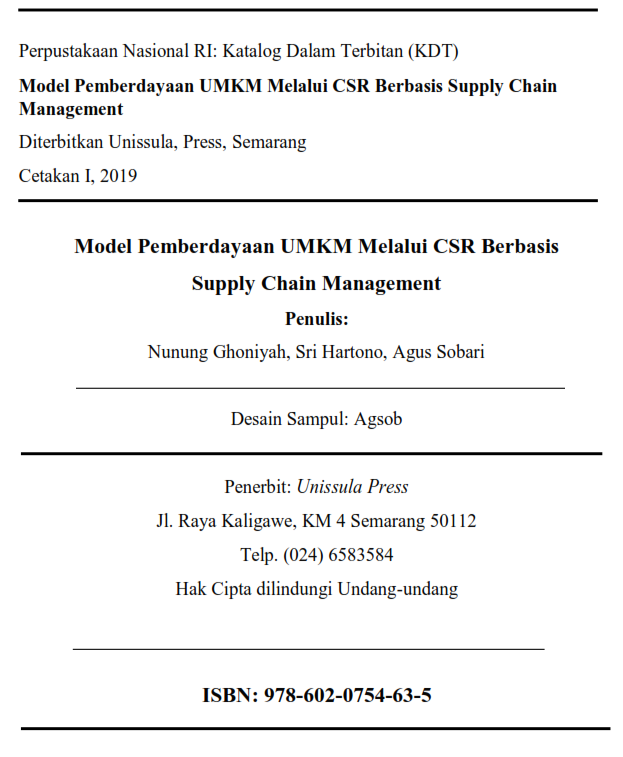 Perpustakaan Nasional RI: Katalog Dalam Terbitan (KDT)
Model Pemberdayaan UMKM Melalui CSR Berbasis Supply Chain
Management
Diterbitkan Unissula, Press, Semarang
Cetakan I, 2019
Model Pemberdayaan UMKM Melalui CSR Berbasis
Supply Chain Management
Penulis:
Nunung Ghoniyah, Sri Hartono, Agus Sobari
Desain Sampul: Agsob
Penerbit: Unissula Press
Jl. Raya Kaligawe, KM 4 Semarang 50112
Telp. (024) 6583584
Hak Cipta dilindungi Undang-undang
ISBN: 978-602-0754-63-5